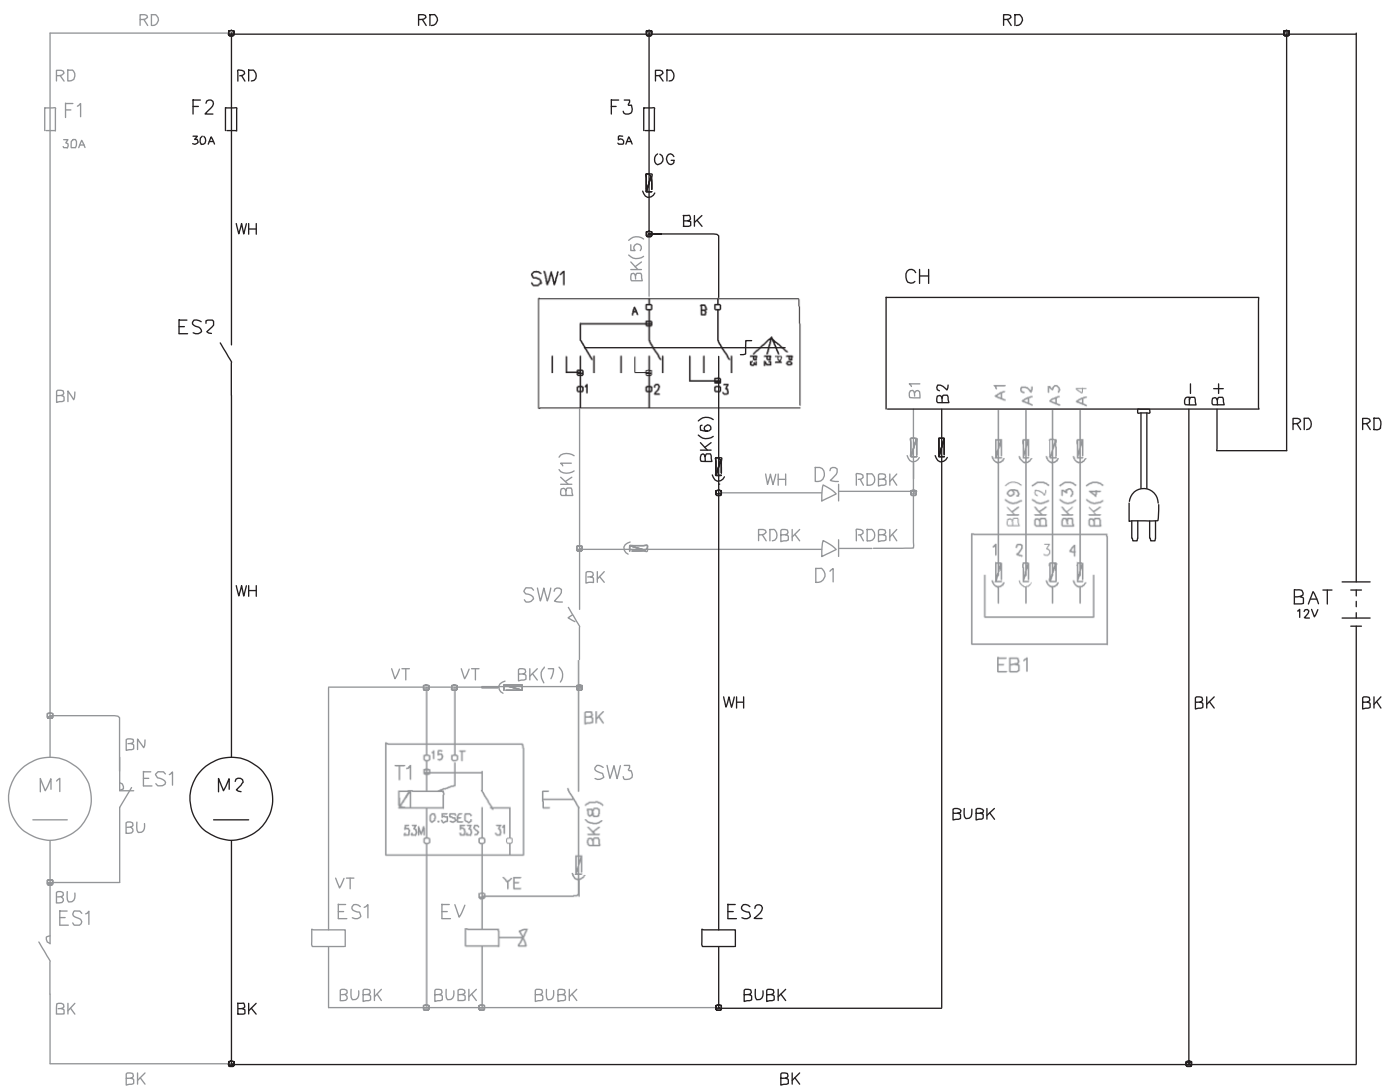 RD RD RD
RD RD RD
F1 F2 F3
30A 30A 5A
OG
WH BK
BK(5)
SW1 CH
A B
ES2
P3 P2 P1 P0
1 2 3
B1 B2 A1 A2 A3 A4 B- B+
BN
RD RD
BK(6)
BK(1)
WH D2 RDBK
BK(9) BK(2) BK(3) BK(4)
RDBK RDBK
1 2 3 4
D1
BK
WH
SW2
BAT
12V
EB1
VT VT BK(7)
WH BK BK
BK
BN
15 T
T1 SW3
M1 ES1 M2
0.5SEC
BU 53M 53S 31
BK(8)
BUBK
VT YE
BU
ES1 ES1 EV ES2
BUBK BUBK BUBK BUBK
BK BK
BK BK